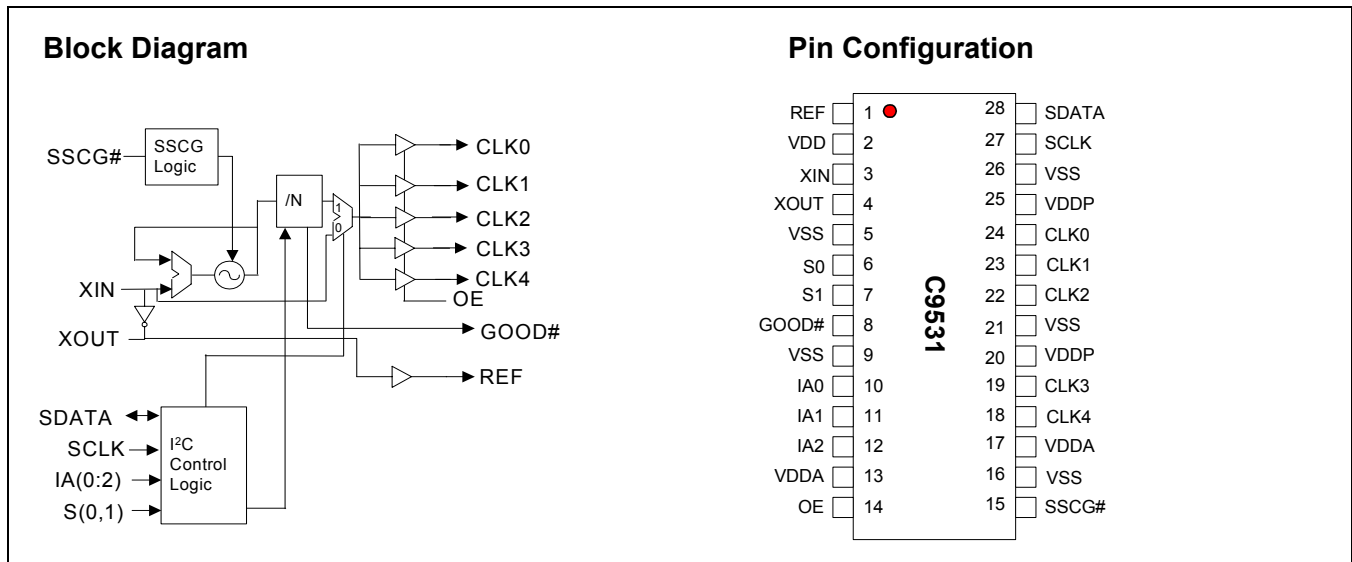 Block Diagram
SSCG#
SSCG
Logic
/N
1
0
CLK0
CLK1
CLK2
CLK3
CLK4
OE
XIN
XOUT
GOOD#
REF
SDATA
SCLK
IA(0:2)
S(0,1)
I²C
Control
Logic
Pin Configuration
REF 1 28 SDATA
VDD 2 27 SCLK
XIN 3 26 VSS
XOUT 4 25 VDDP
VSS 5 24 CLK0
S0 6 23 CLK1
S1 7 22 CLK2
GOOD# 8 21 VSS
VSS 9 20 VDDP
IA0 10 19 CLK3
IA1 11 18 CLK4
IA2 12 17 VDDA
VDDA 13 16 VSS
OE 14 15 SSCG#
C9531